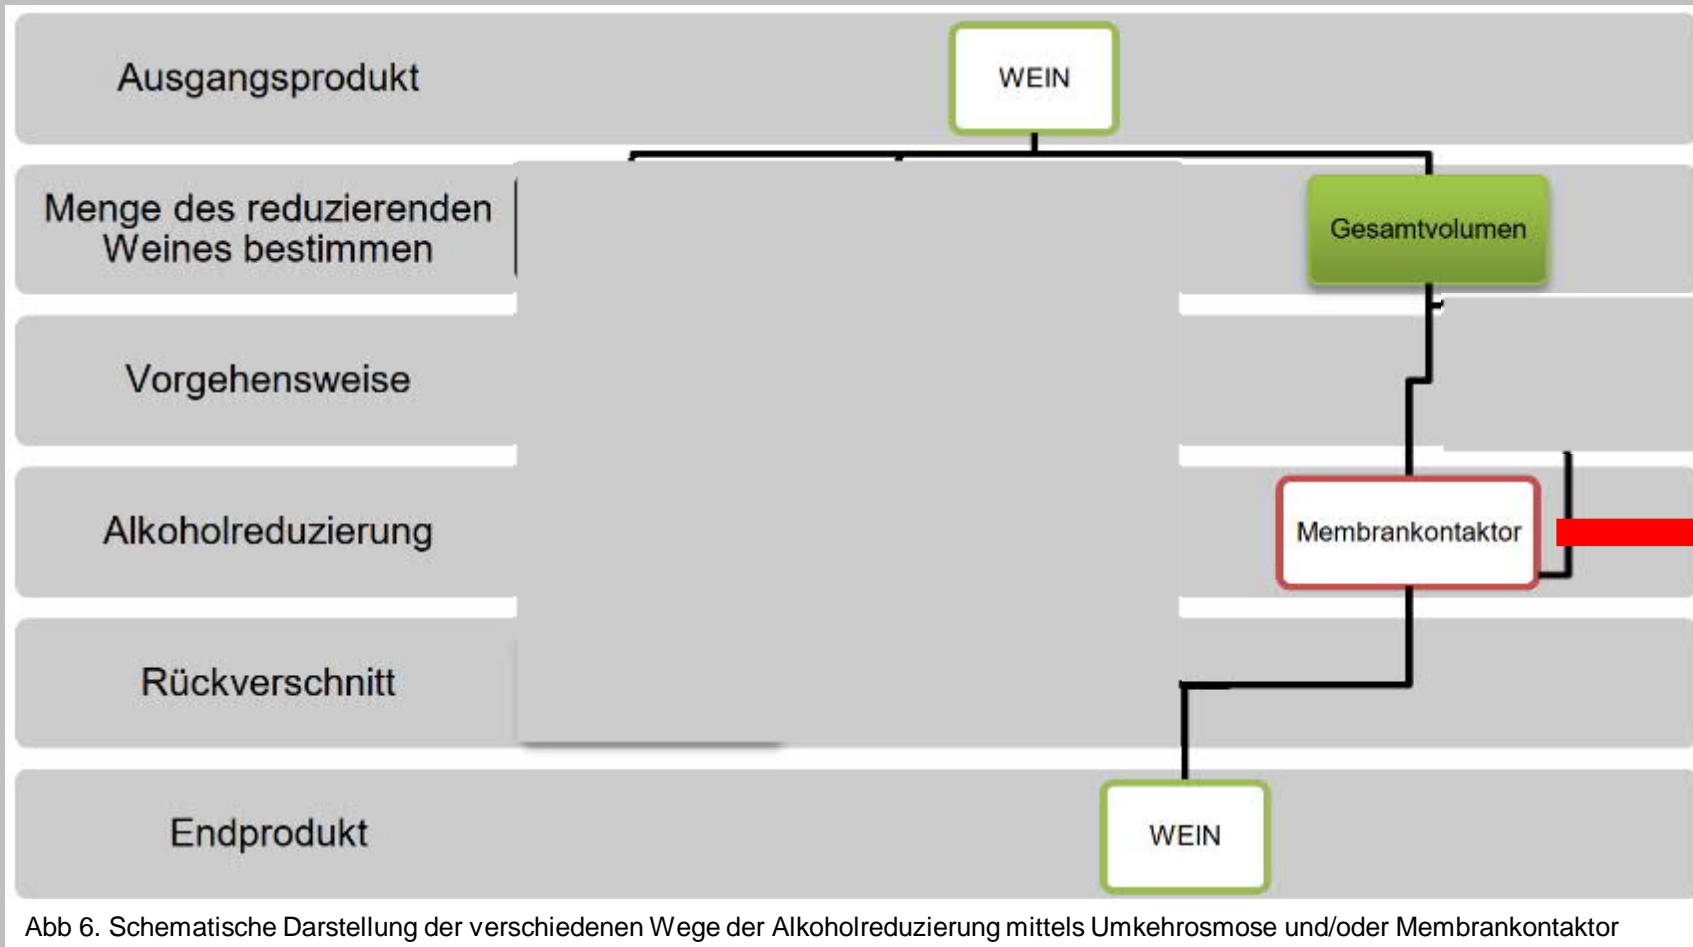 Ausgangsprodukt
WEIN
Menge des reduzierenden
Weines bestimmen
Gesamtvolumen
Vorgehensweise
Alkoholreduzierung
Membrankontaktor
Rückverschnitt
Endprodukt
WEIN
Abb 6. Schematische Darstellung der verschiedenen Wege der Alkoholreduzierung mittels Umkehrosmose und/oder Membrankontaktor